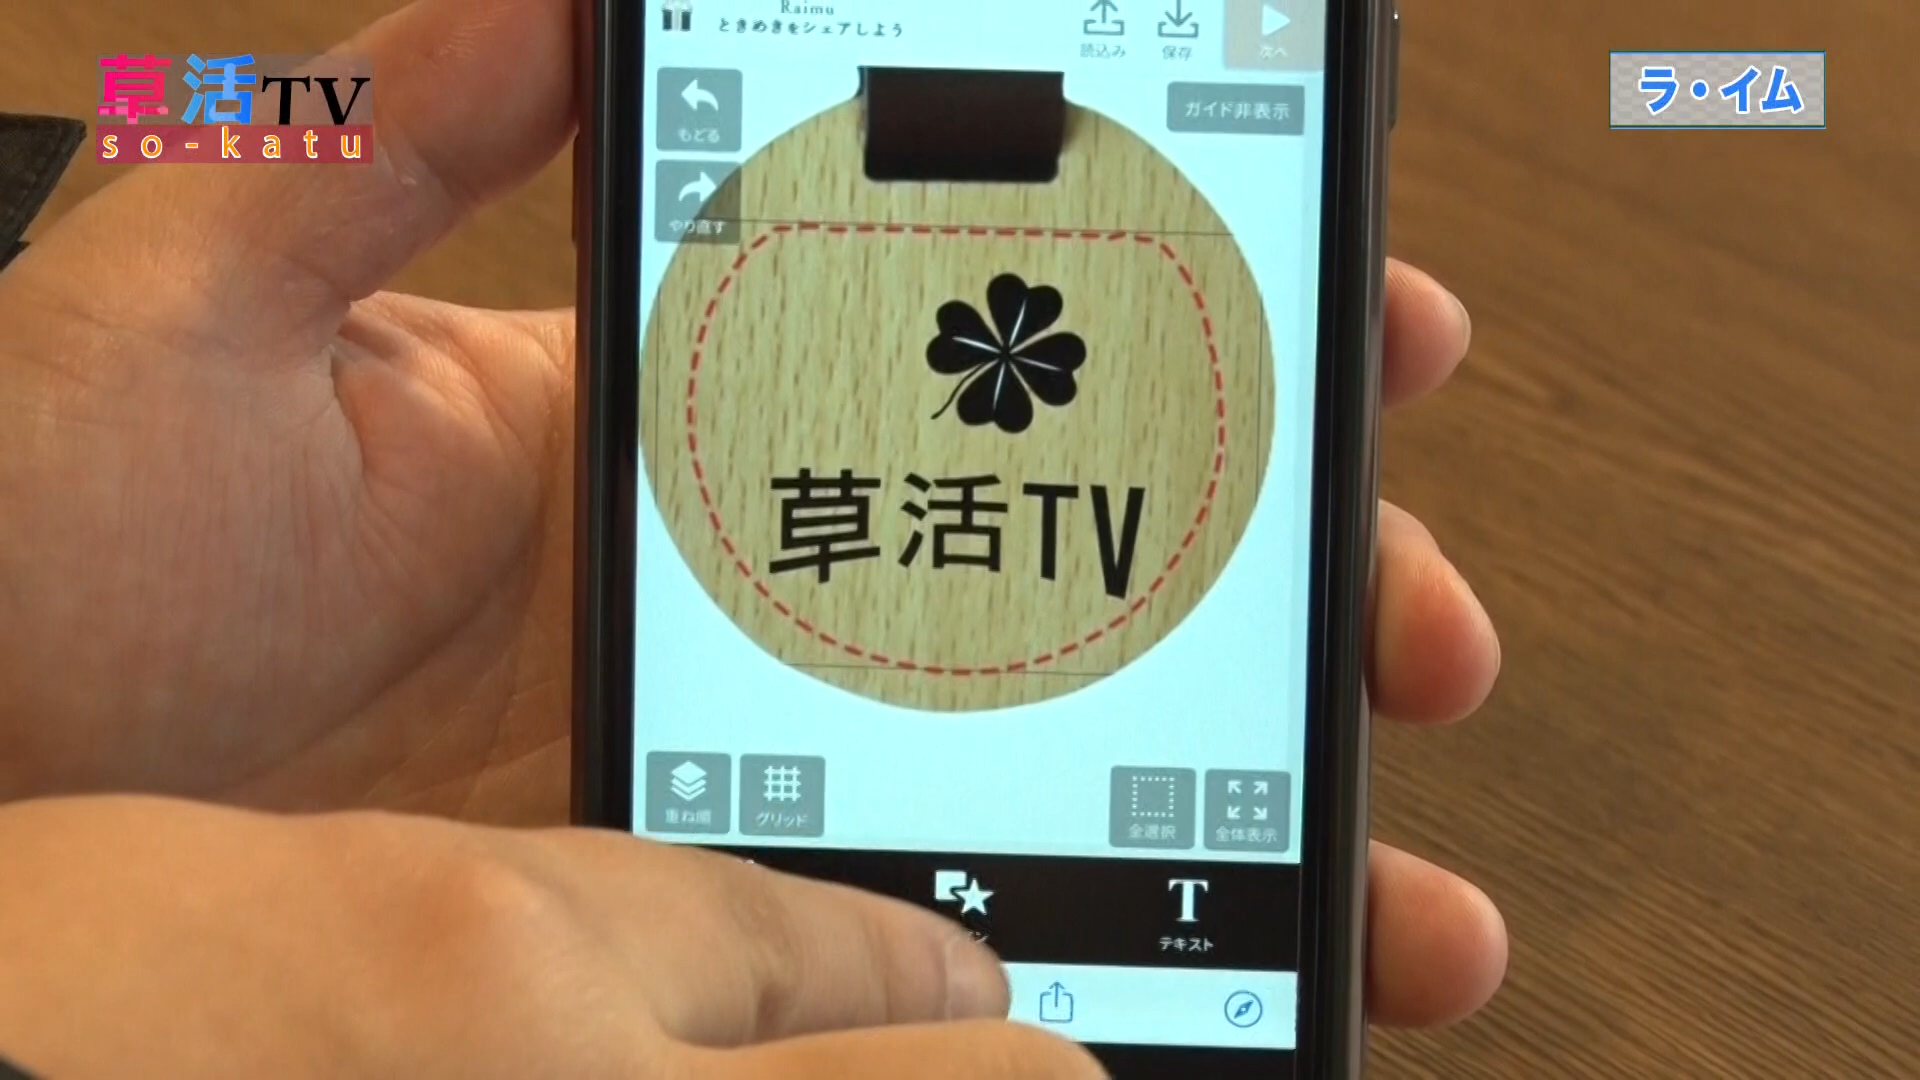 草活TV
so-katu
ラ・イム
Raimu
ときめきをシェアしよう
読込み
保存
次へ
もどる
ガイド非表示
やり直す
草活TV
重ね順
グリッド
全選択
全体表示
テキスト